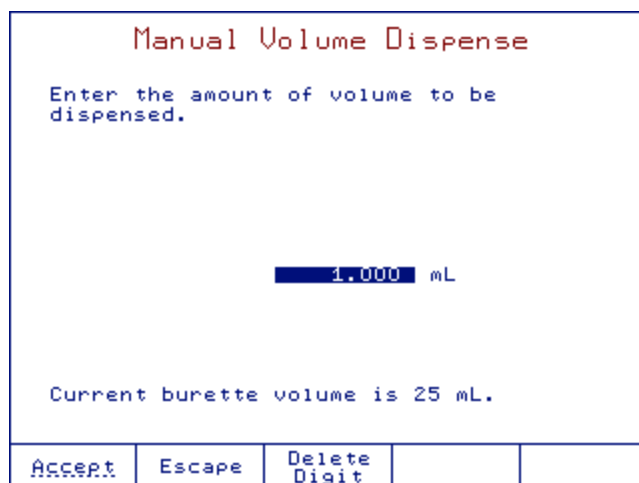 Manual Volume Dispense
Enter the amount of volume to be
dispensed.
1.000 mL
Current burette volume is 25 mL.
Accept Escape Delete Digit